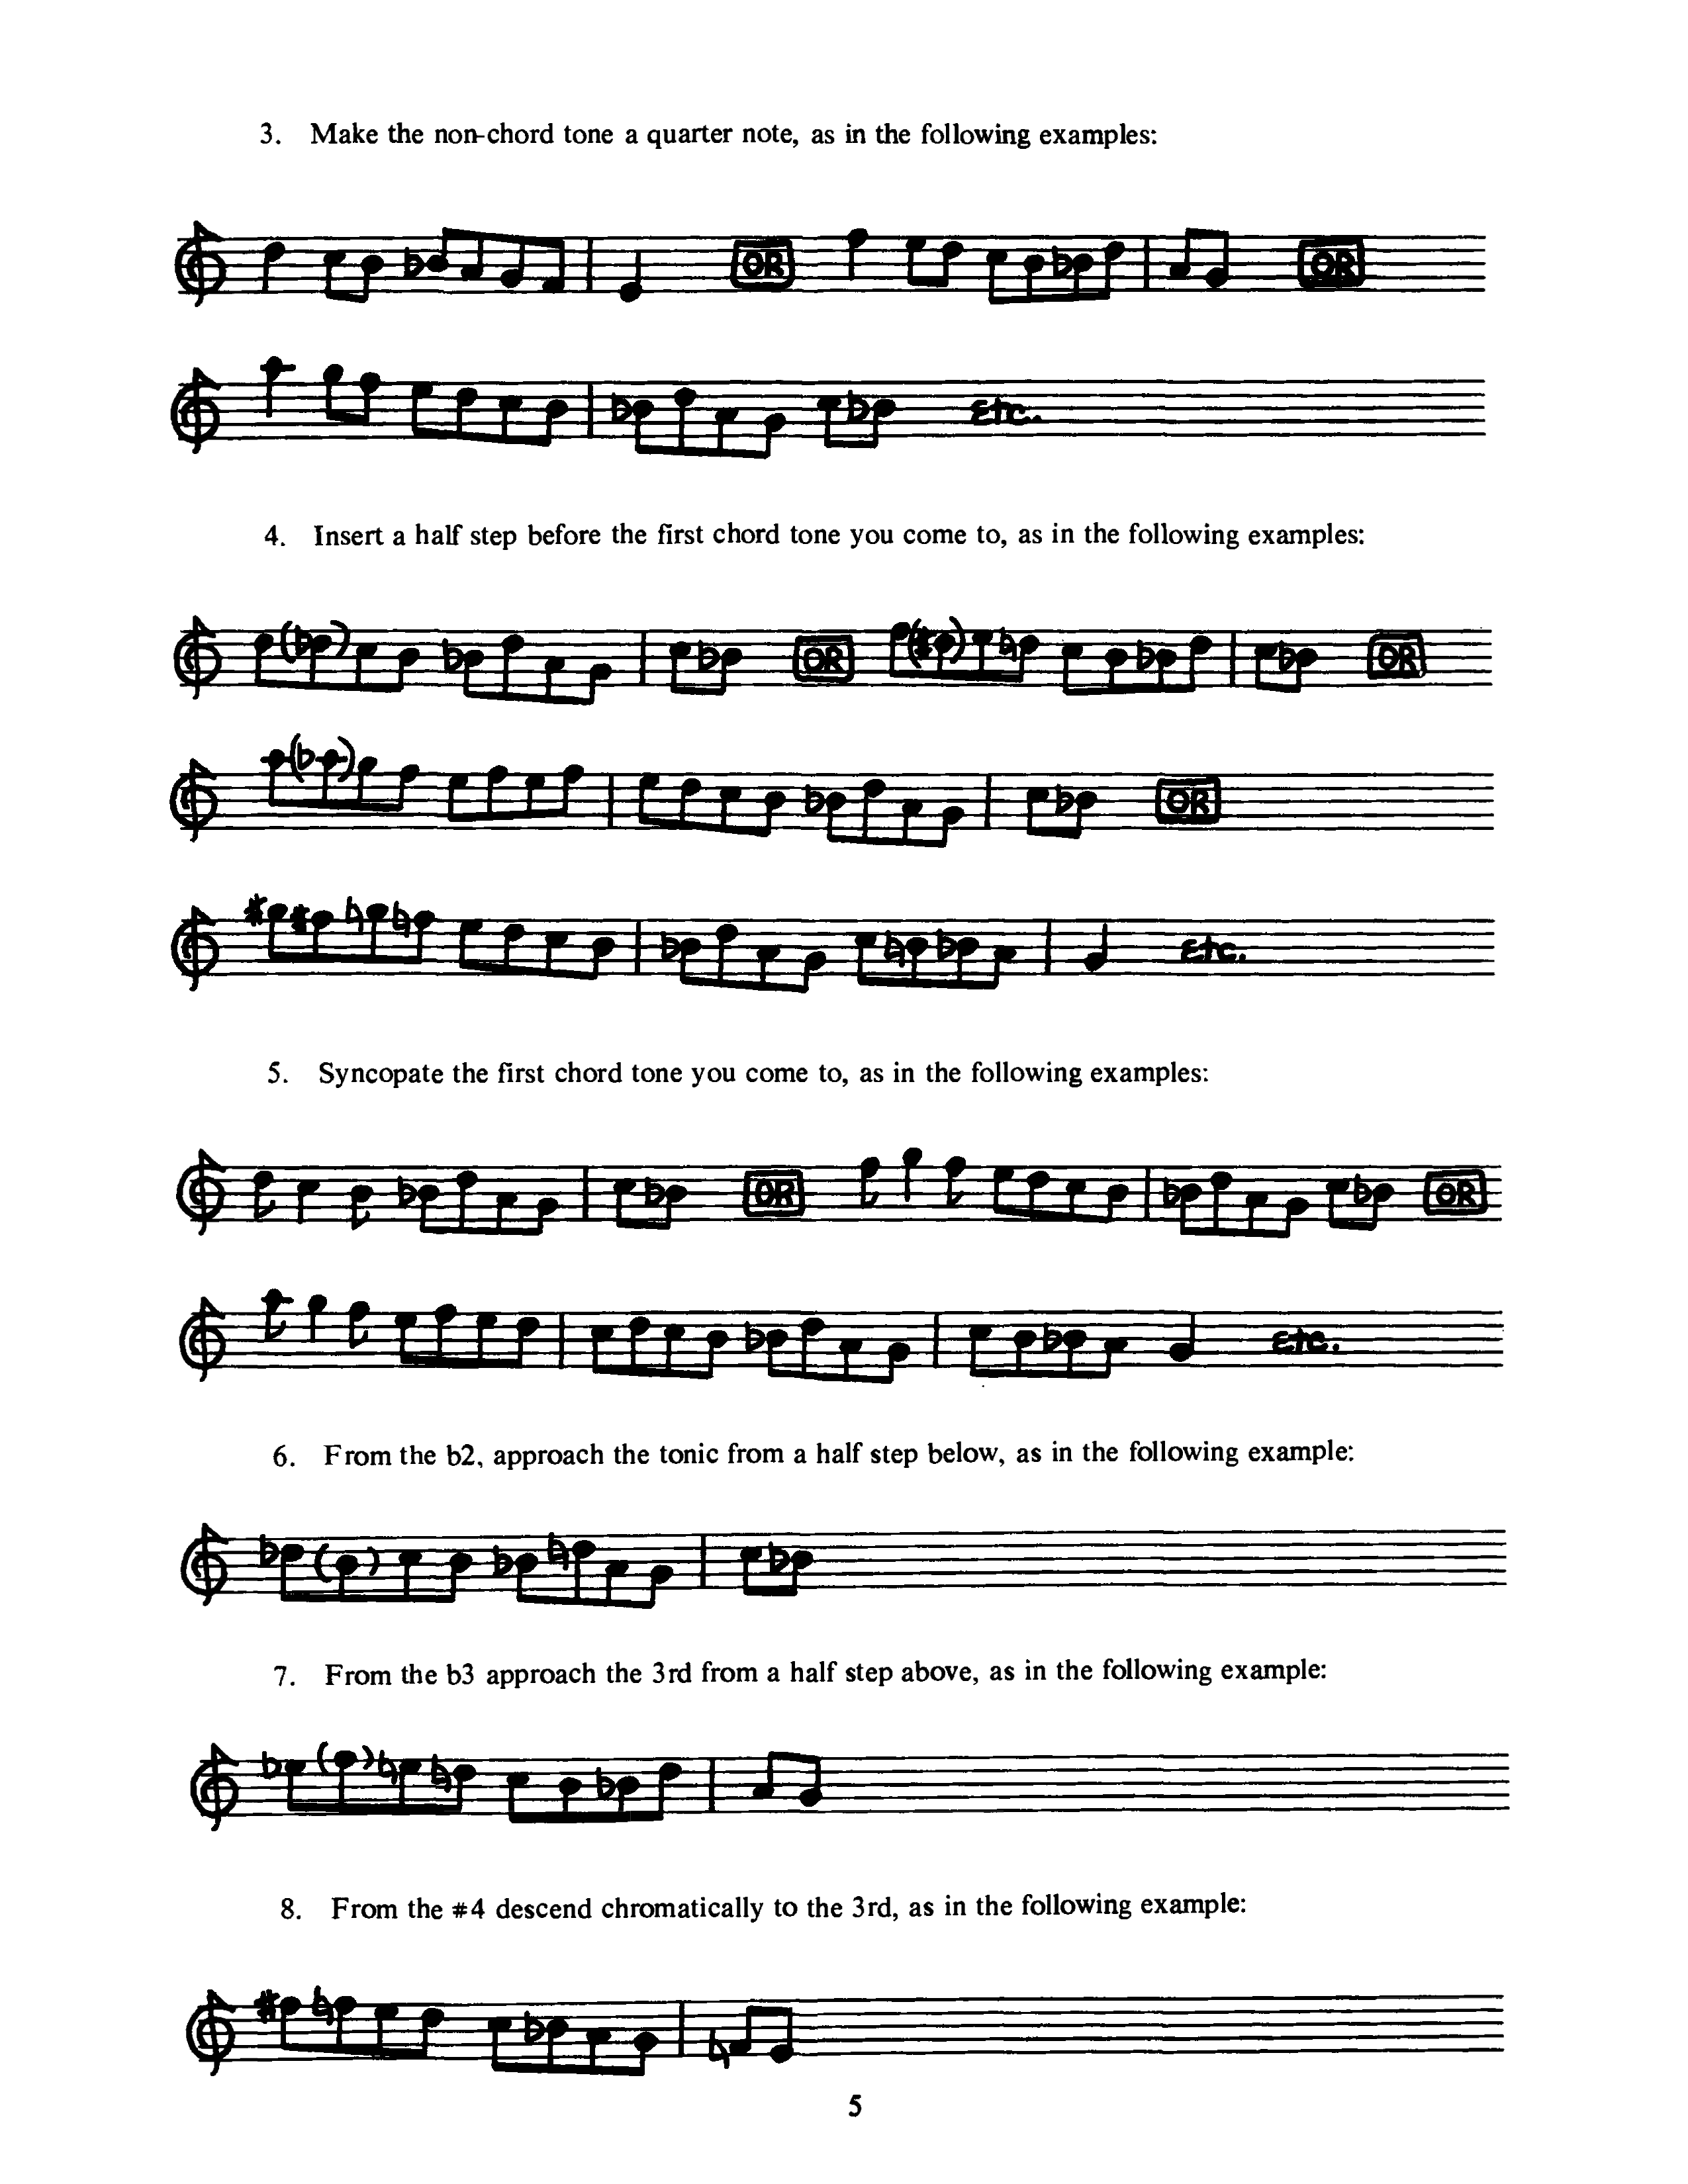 3. Make the non-chord tone a quarter note, as in the following examples:
OR OR
etc.
4. Insert a half step before the first chord tone you come to, as in the following examples:
OR OR
OR
etc.
5. Syncopate the first chord tone you come to, as in the following examples:
OR OR
etc.
6. From the b2, approach the tonic from a half step below, as in the following example:
7. From the b3 approach the 3rd from a half step above, as in the following example:
8. From the #4 descend chromatically to the 3rd, as in the following example:
5